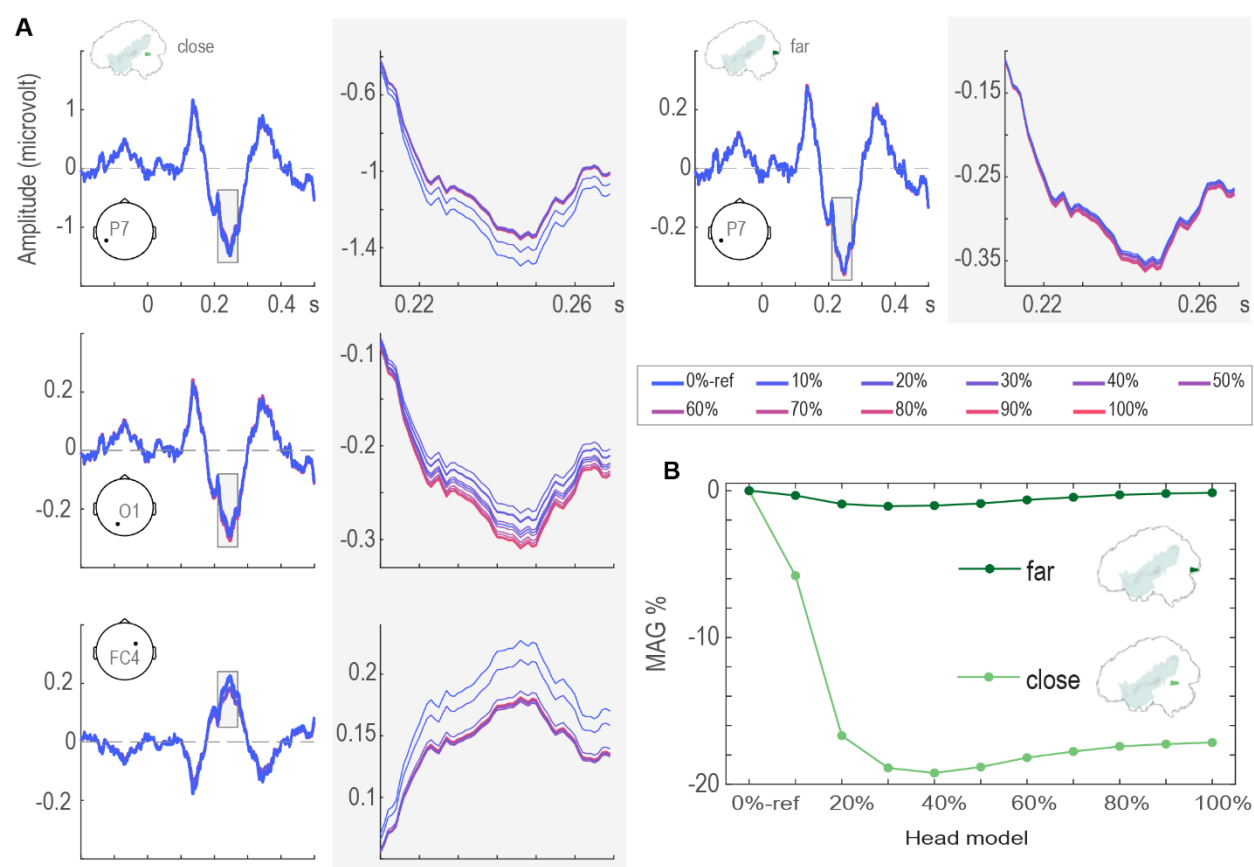 A
close
far
Amplitude (microvolt)
1
0
-1
P7
0 0.2 0.4 s
-0.6
-1
-1.4
0.22 0.26 s
0.2
0
-0.2
P7
0 0.2 0.4 s
-0.15
-0.25
-0.35
0.22 0.26 s
0.2
0
-0.2
O1
-0.1
-0.2
-0.3
0%-ref 10% 20% 30% 40% 50%
60% 70% 80% 90% 100%
FC4
0.2
0
-0.2
0.2
0.15
0.1
B
MAG %
0
-10
-20
far
close
0%-ref 20% 40% 60% 80% 100%
Head model